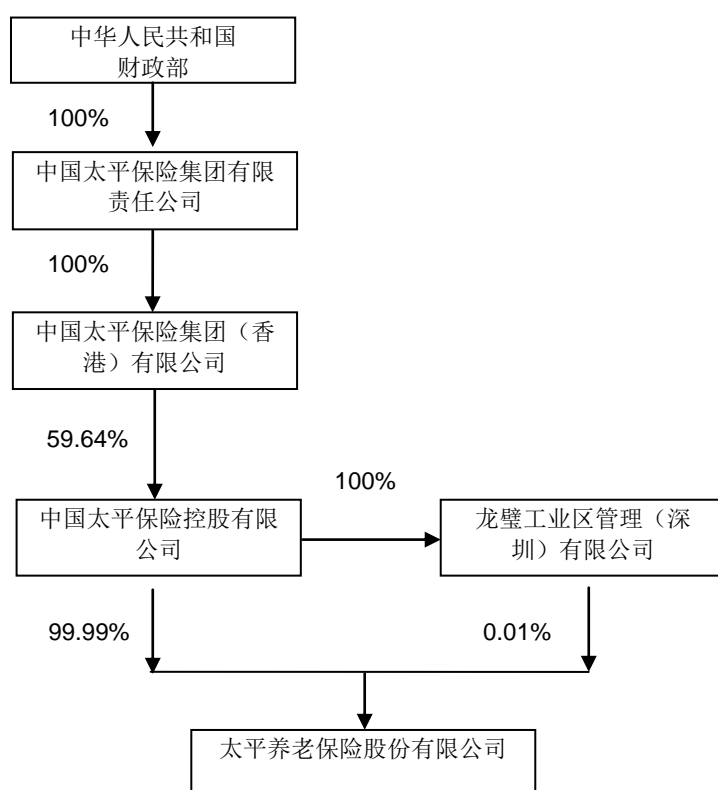 中华人民共和国
财政部
100%
中国太平保险集团有限
责任公司
100%
中国太平保险集团（香
港）有限公司
59.64%
100%
中国太平保险控股有限
公司
龙璧工业区管理（深
圳）有限公司
99.99%
0.01%
太平养老保险股份有限公司